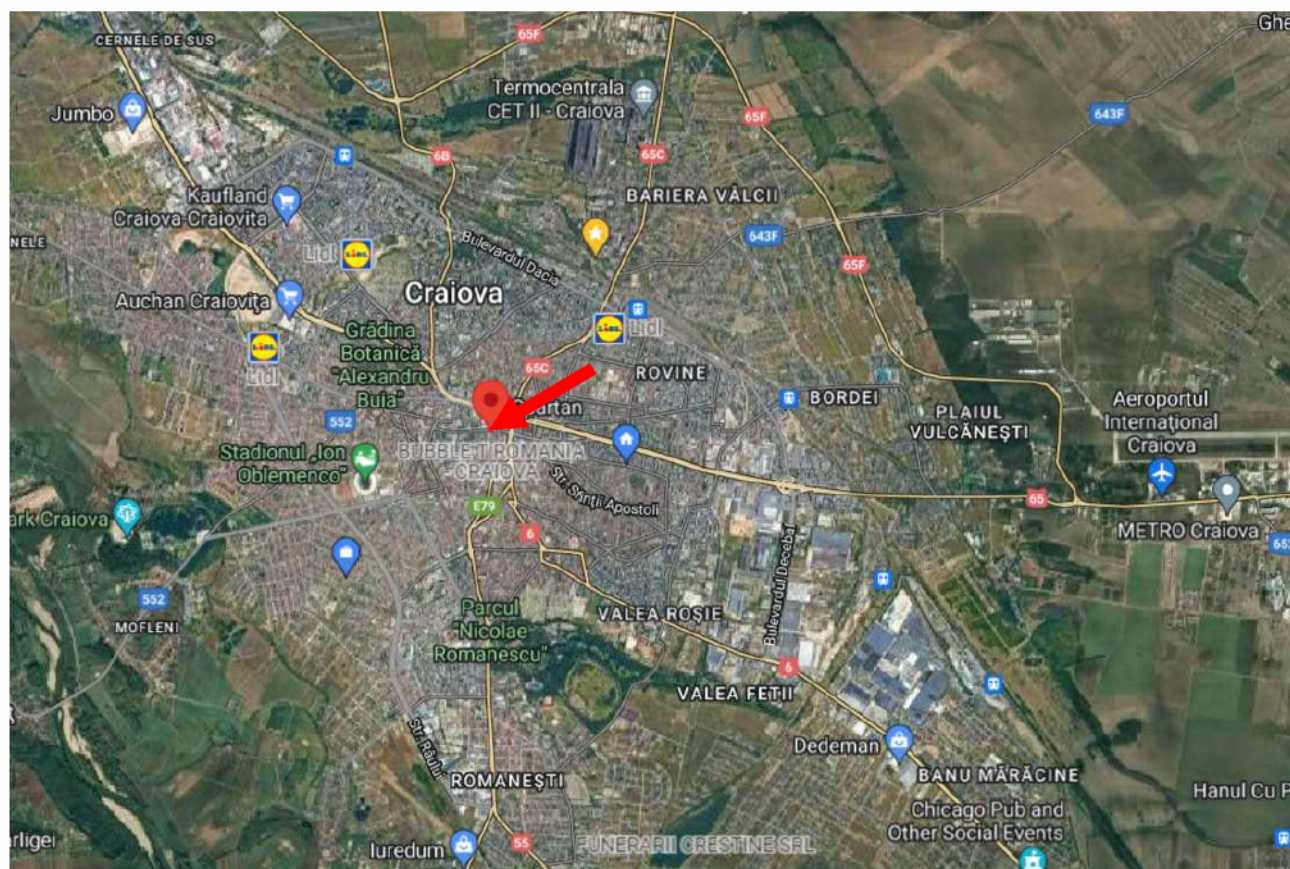 CERNELE DE SUS
65F
Ghe
Termocentrala
CET II - Craiova
Jumbo
643F
65F
6B
65C
Kaufland
Craiova-Craiovița
BARIERA VÂLCII
643F
NELE
Bulevardul Dacia
Lidl
65F
Craiova
Auchan Craiovița
Grădina
Botanică
"Alexandru
Buia"
Lidl
Lidl
65C
ROVINE
BORDEI
Aeroportul
Internațional
Craiova
PLAIUL
VULCĂNEȘTI
552
Stadionul „Ion
Oblemenco"
BUBBLE T ROMANIA
- CRAIOVA
Str. Sfinții Apostoli
65
E79
6
ark Craiova
METRO Craiova
653
Bulevardul Decebal
552
MOFLENI
VALEA ROȘIE
Parcul
"Nicolae
Romanescu"
6
VALEA FETII
Str. Râului
Dedeman
ROMANEȘTI
BANU MĂRĂCINE
Hanul Cu P
Chicago Pub and
Other Social Events
arligei
Iuredum
55
FUNERARII CRESTINE SRL